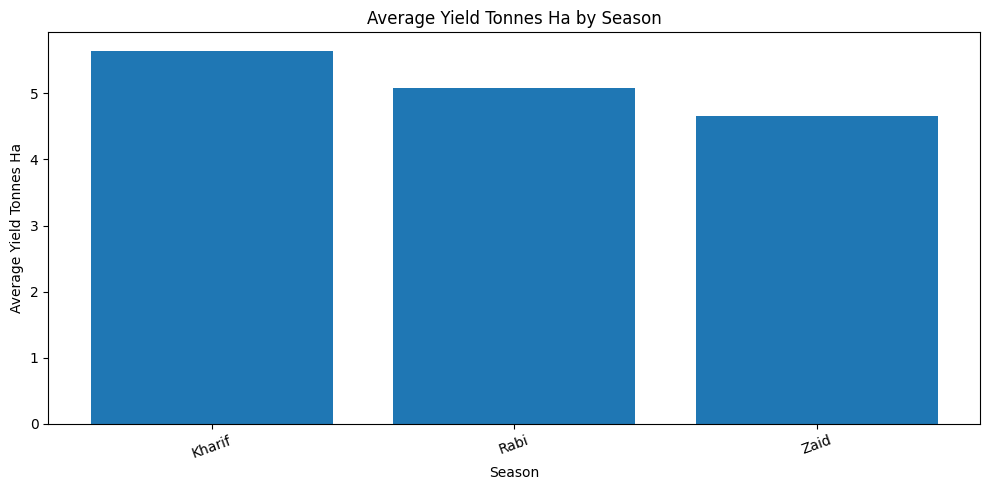 Average Yield Tonnes Ha by Season
Average Yield Tonnes Ha
5
4
3
2
1
0
Kharif
Rabi
Zaid
Season